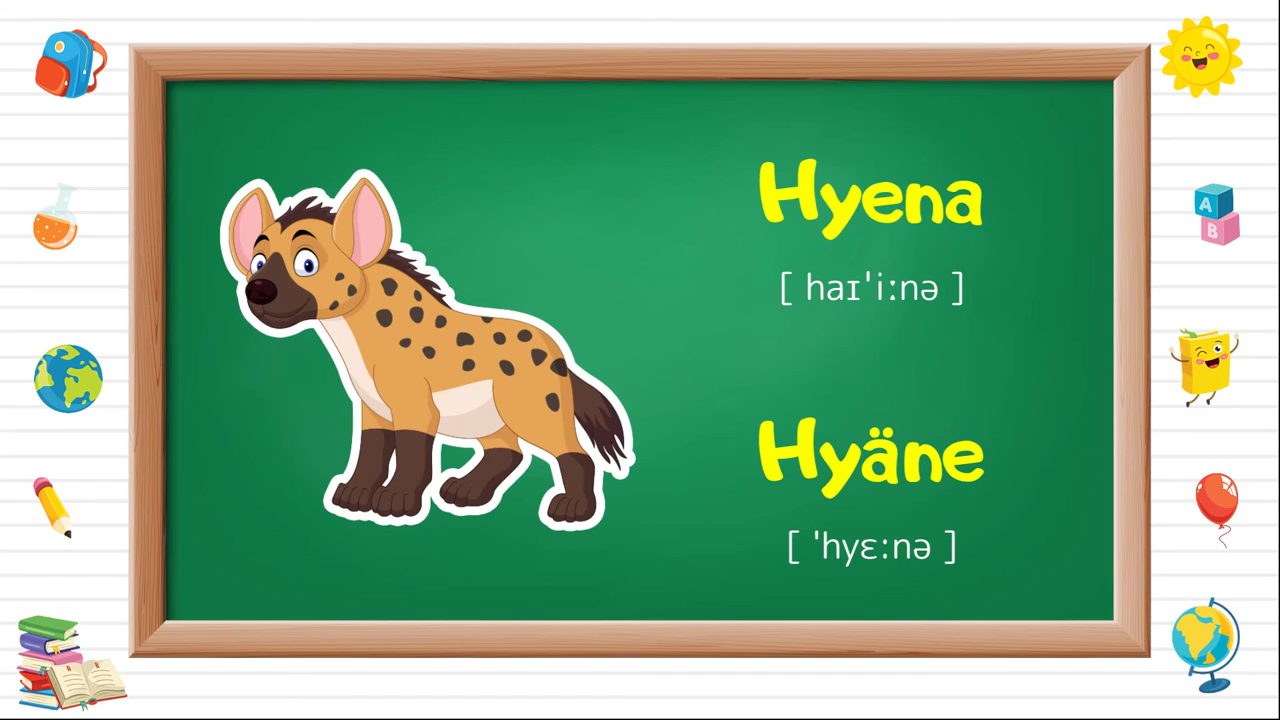 Hyena
[ haɪˈiːnə ]
Hyäne
[ ˈhyɛːnə ]
A
B